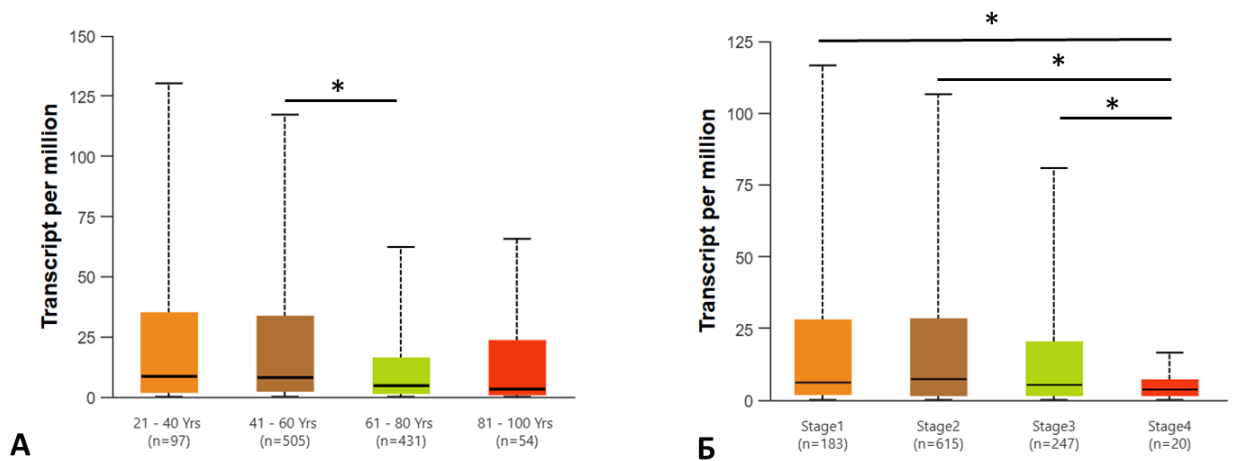 Transcript per million
150
125
100
75
50
25
0
*
21 - 40 Yrs
(n=97)
41 - 60 Yrs
(n=505)
61 - 80 Yrs
(n=431)
81 - 100 Yrs
(n=54)
А
Transcript per million
125
100
75
50
25
0
*
*
*
Stage1
(n=183)
Stage2
(n=615)
Stage3
(n=247)
Stage4
(n=20)
Б